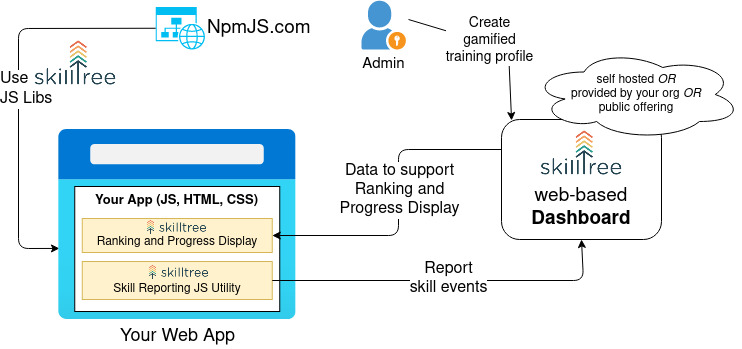 NpmJS.com
Use
skilltree
JS Libs
Admin
Create
gamified
training profile
self hosted OR
provided by your org OR
public offering
skilltree
web-based
Dashboard
Data to support
Ranking and
Progress Display
Your App (JS, HTML, CSS)
skilltree
Ranking and Progress Display
skilltree
Skill Reporting JS Utility
Report
skill events
Your Web App